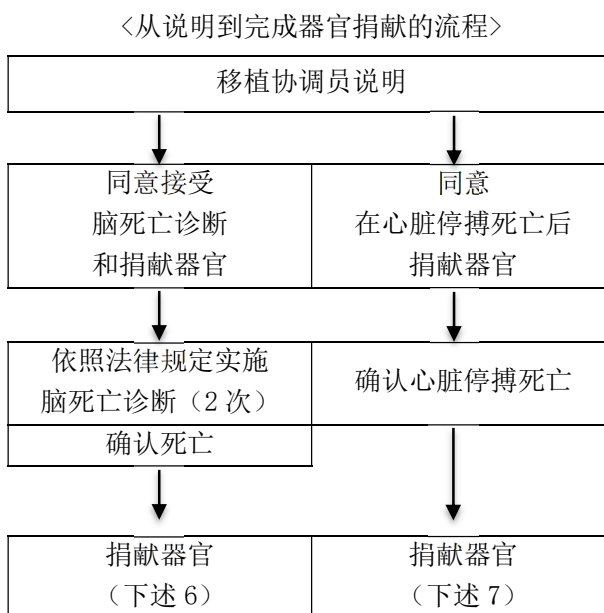 <从说明到完成器官捐献的流程>
移植协调员说明
同意接受
脑死亡诊断
和捐献器官
同意
在心脏停搏死亡后
捐献器官
依照法律规定实施
脑死亡诊断（2 次）
确认心脏停搏死亡
确认死亡
捐献器官
（下述 6）
捐献器官
（下述 7）